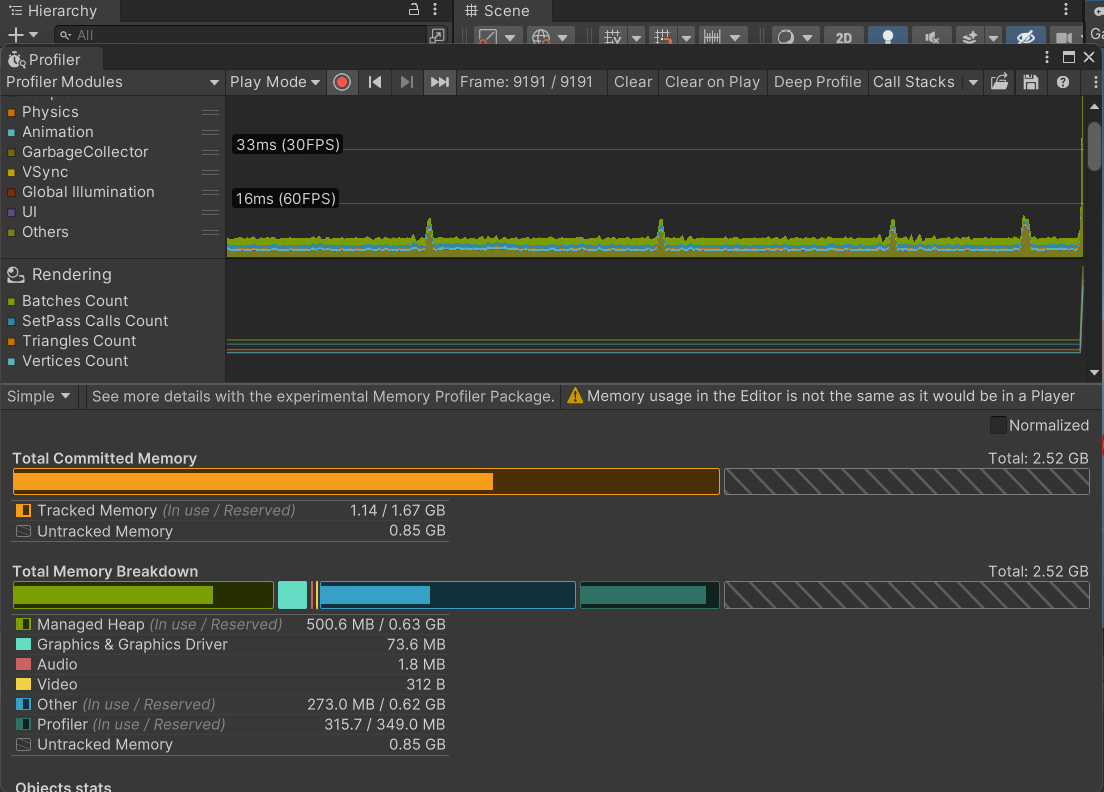 Hierarchy
Scene
All
2D
Ga
Profiler
Profiler Modules
Play Mode
Frame: 9191 / 9191
Clear
Clear on Play
Deep Profile
Call Stacks
Physics
Animation
GarbageCollector
VSync
Global Illumination
UI
Others
33ms (30FPS)
16ms (60FPS)
Rendering
Batches Count
SetPass Calls Count
Triangles Count
Vertices Count
Simple
See more details with the experimental Memory Profiler Package.
Memory usage in the Editor is not the same as it would be in a Player
Normalized
Total Committed Memory
Total: 2.52 GB
Tracked Memory (In use / Reserved) 1.14 / 1.67 GB
Untracked Memory 0.85 GB
Total Memory Breakdown
Total: 2.52 GB
Managed Heap (In use / Reserved) 500.6 MB / 0.63 GB
Graphics & Graphics Driver 73.6 MB
Audio 1.8 MB
Video 312 B
Other (In use / Reserved) 273.0 MB / 0.62 GB
Profiler (In use / Reserved) 315.7 / 349.0 MB
Untracked Memory 0.85 GB
Objects stats